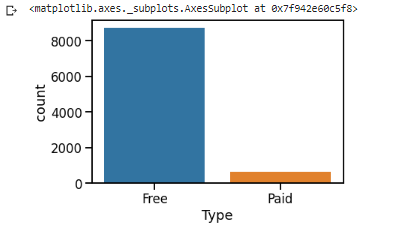 <matplotlib.axes._subplots.AxesSubplot at 0x7f942e60c5f8>
8000
6000
4000
2000
0
count
Free Paid
Type